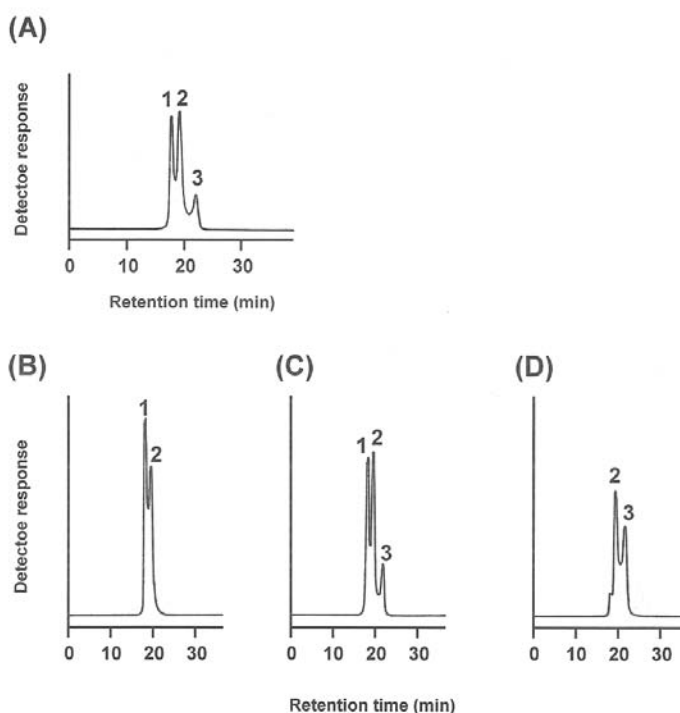 (A)
Detectoe response
1 2
3
0 10 20 30
Retention time (min)
(B) (C) (D)
Detectoe response
1
2
1 2
3
2
3
0 10 20 30 0 10 20 30 0 10 20 30
Retention time (min)